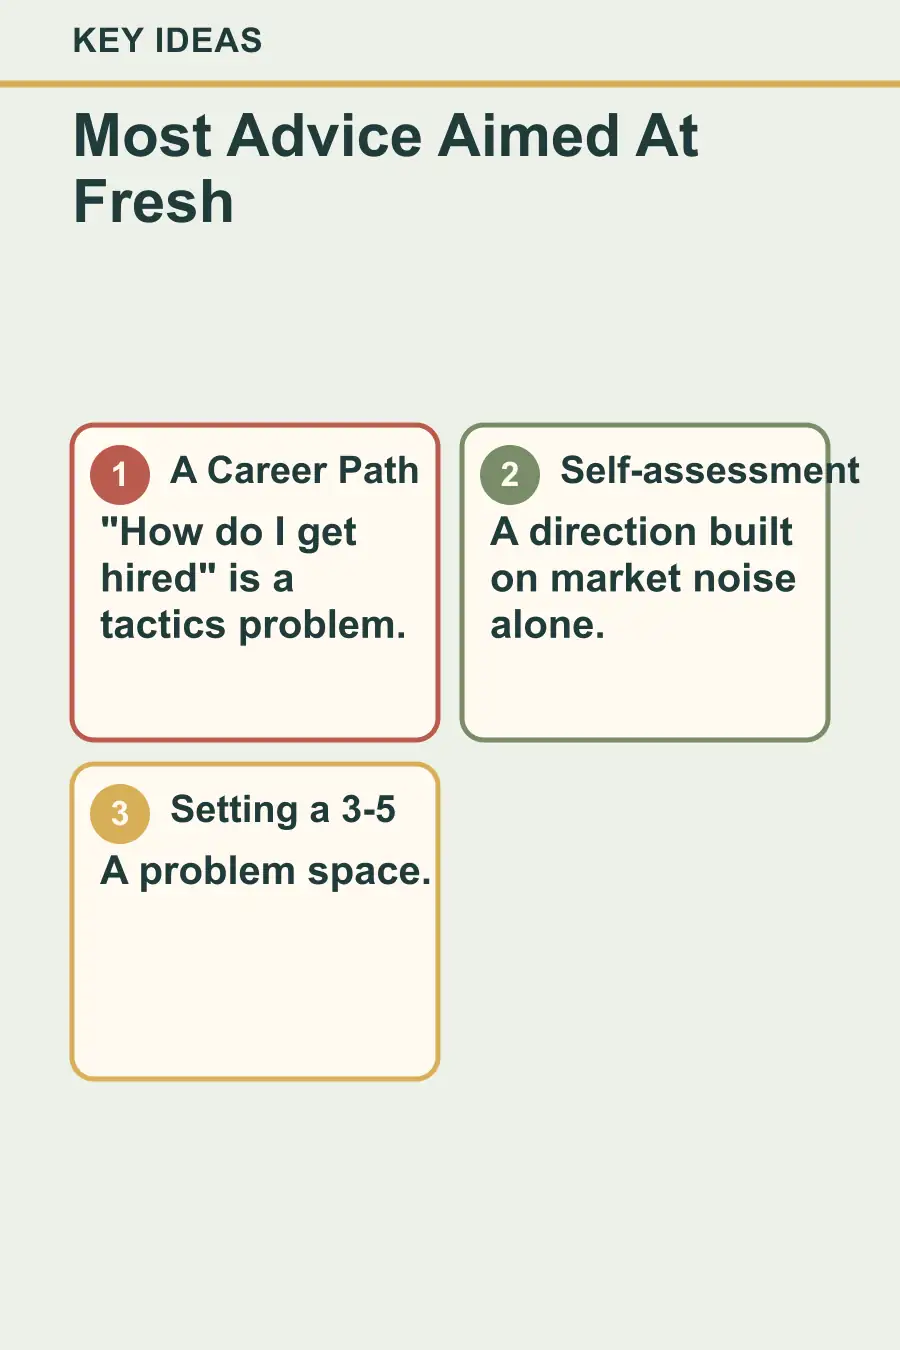 KEY IDEAS
Most Advice Aimed At
Fresh
1 A Career Path
"How do I get
hired" is a
tactics problem.
2 Self-assessment
A direction built
on market noise
alone.
3 Setting a 3-5
A problem space.